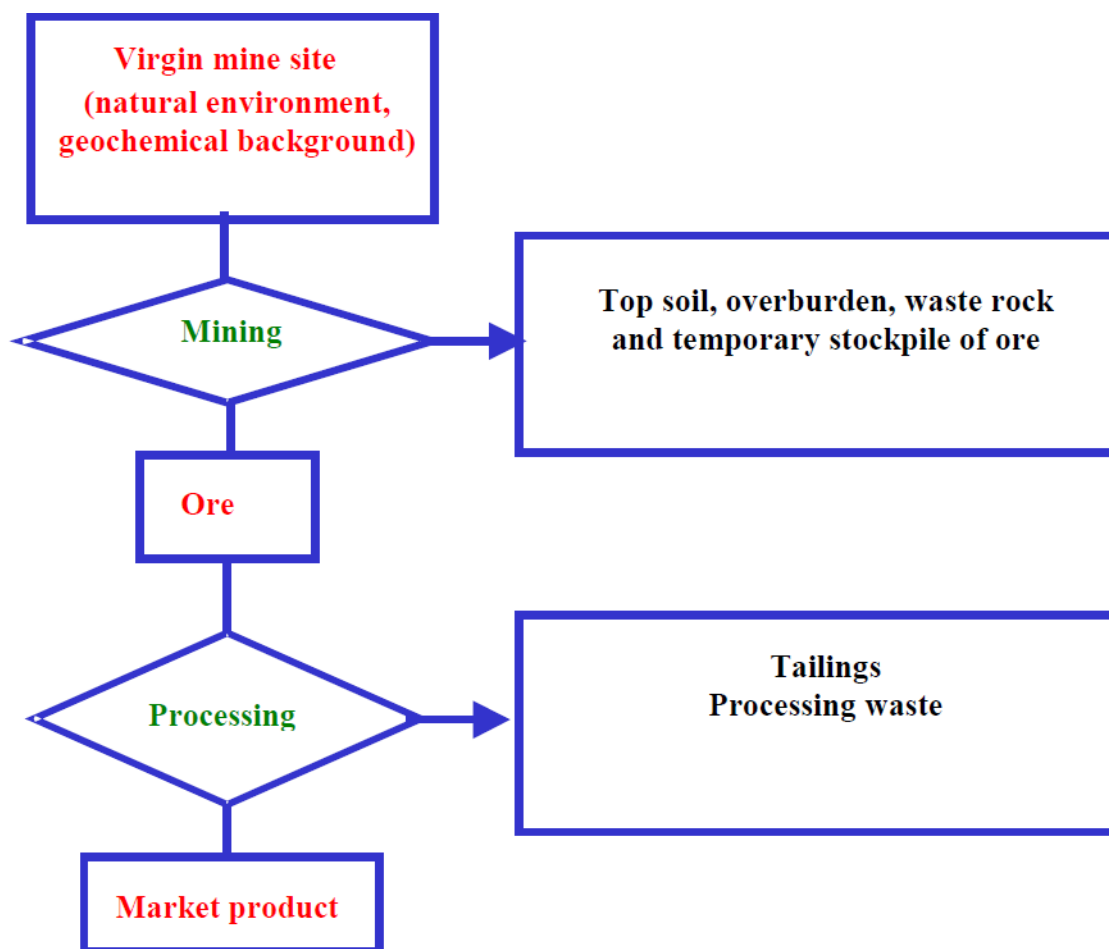 Virgin mine site
(natural environment,
geochemical background)
Mining
Top soil, overburden, waste rock
and temporary stockpile of ore
Ore
Processing
Tailings
Processing waste
Market product